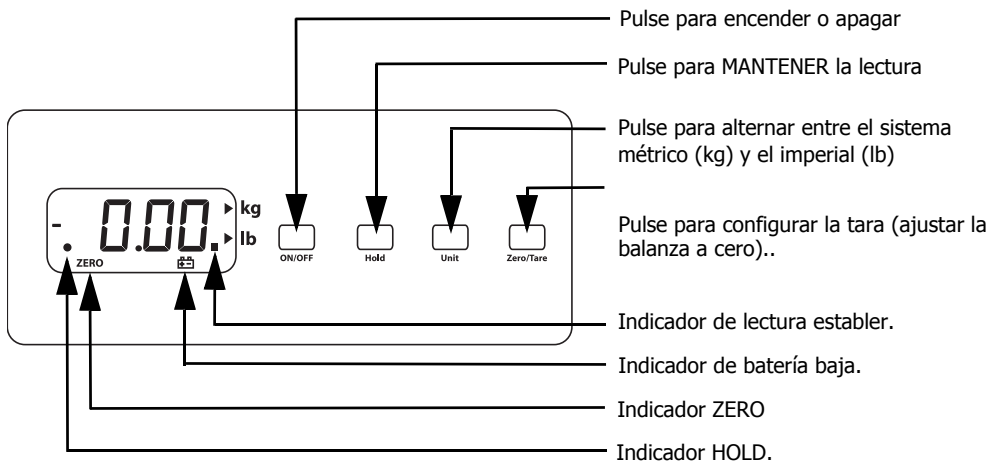 Pulse para encender o apagar
Pulse para MANTENER la lectura
Pulse para alternar entre el sistema
métrico (kg) y el imperial (lb)
Pulse para configurar la tara (ajustar la
balanza a cero)..
- 0.00. kg
lb
ZERO
ON/OFF Hold Unit Zero/Tare
Indicador de lectura establer.
Indicador de batería baja.
Indicador ZERO
Indicador HOLD.